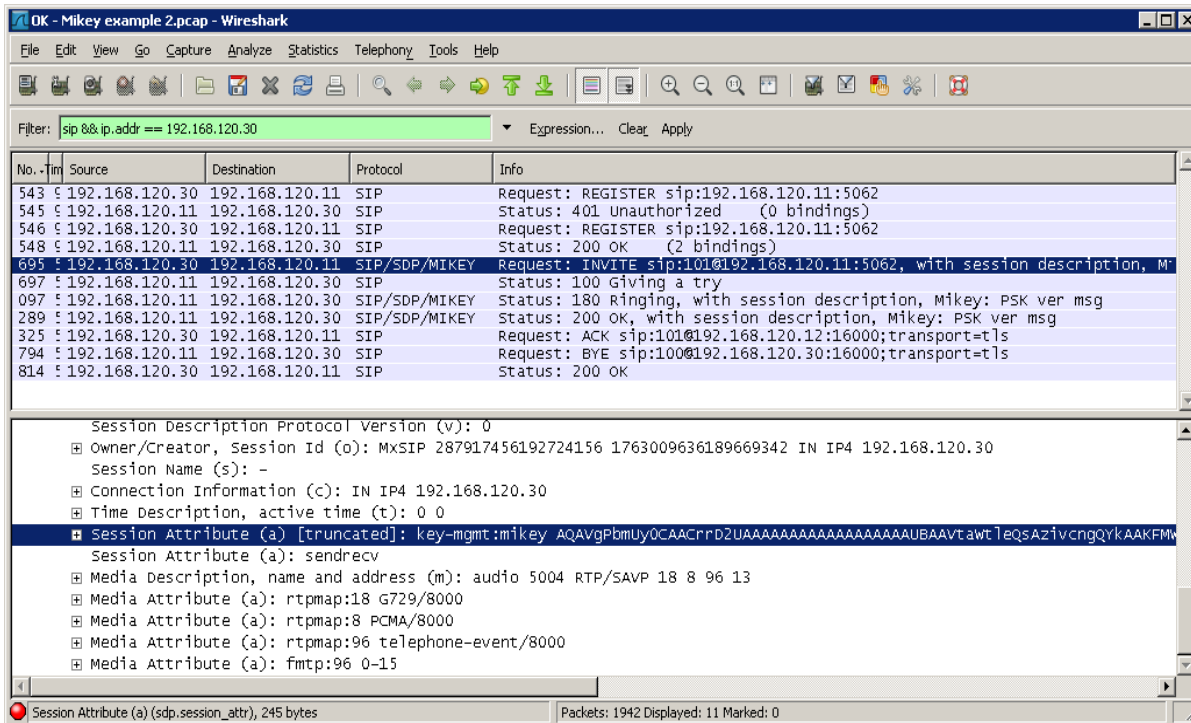 OK - Mikey example 2.pcap - Wireshark
File Edit View Go Capture Analyze Statistics Telephony Tools Help
Filter: sip && ip.addr == 192.168.120.30 Expression... Clear Apply
No. - Tim Source Destination Protocol Info
543 9 192.168.120.30 192.168.120.11 SIP Request: REGISTER sip:192.168.120.11:5062
545 9 192.168.120.11 192.168.120.30 SIP Status: 401 Unauthorized (0 bindings)
546 9 192.168.120.30 192.168.120.11 SIP Request: REGISTER sip:192.168.120.11:5062
548 9 192.168.120.11 192.168.120.30 SIP Status: 200 OK (2 bindings)
695 5 192.168.120.30 192.168.120.11 SIP/SDP/MIKEY Request: INVITE sip:101@192.168.120.11:5062, with session description, M
697 5 192.168.120.11 192.168.120.30 SIP Status: 100 Giving a try
097 5 192.168.120.11 192.168.120.30 SIP/SDP/MIKEY Status: 180 Ringing, with session description, Mikey: PSK ver msg
289 5 192.168.120.11 192.168.120.30 SIP/SDP/MIKEY Status: 200 OK, with session description, Mikey: PSK ver msg
325 5 192.168.120.30 192.168.120.11 SIP Request: ACK sip:101@192.168.120.12:16000;transport=tls
794 5 192.168.120.11 192.168.120.30 SIP Request: BYE sip:100@192.168.120.30:16000;transport=tls
814 5 192.168.120.30 192.168.120.11 SIP Status: 200 OK
Session Description Protocol Version (v): 0
Owner/Creator, Session Id (o): MxSIP 287917456192724156 1763009636189669342 IN IP4 192.168.120.30
Session Name (s): -
Connection Information (c): IN IP4 192.168.120.30
Time Description, active time (t): 0 0
Session Attribute (a) [truncated]: key-mgmt:mikey AQAVgPbmUy0CAACrrD2UAAAAAAAAAAAAAAAAAAUBAAVtaWtleQsAzivcngQYkAAKFMW
Session Attribute (a): sendrecv
Media Description, name and address (m): audio 5004 RTP/SAVP 18 8 96 13
Media Attribute (a): rtpmap:18 G729/8000
Media Attribute (a): rtpmap:8 PCMA/8000
Media Attribute (a): rtpmap:96 telephone-event/8000
Media Attribute (a): fmtp:96 0-15
Session Attribute (a) (sdp.session_attr), 245 bytes Packets: 1942 Displayed: 11 Marked: 0